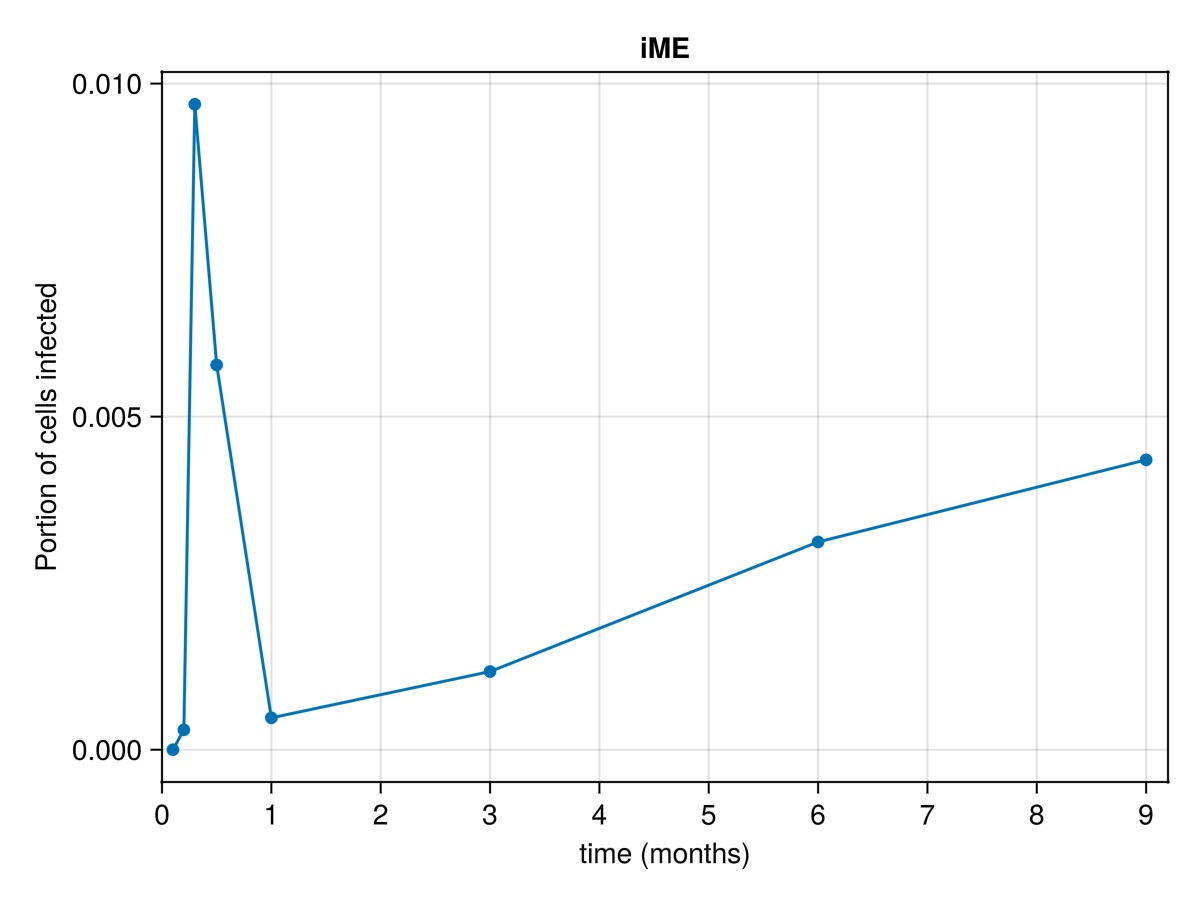 iME
0.010
0.005
0.000
Portion of cells infected
0 1 2 3 4 5 6 7 8 9
time (months)